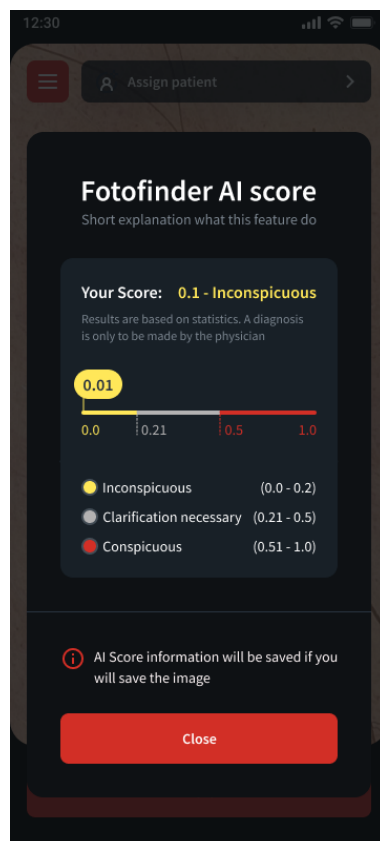 12:30
Assign patient
Fotofinder AI score
Short explanation what this feature do
Your Score: 0.1 - Inconspicuous
Results are based on statistics. A diagnosis
is only to be made by the physician
0.01
0.0 0.21 0.5 1.0
Inconspicuous (0.0 - 0.2)
Clarification necessary (0.21 - 0.5)
Conspicuous (0.51 - 1.0)
AI Score information will be saved if you
will save the image
Close